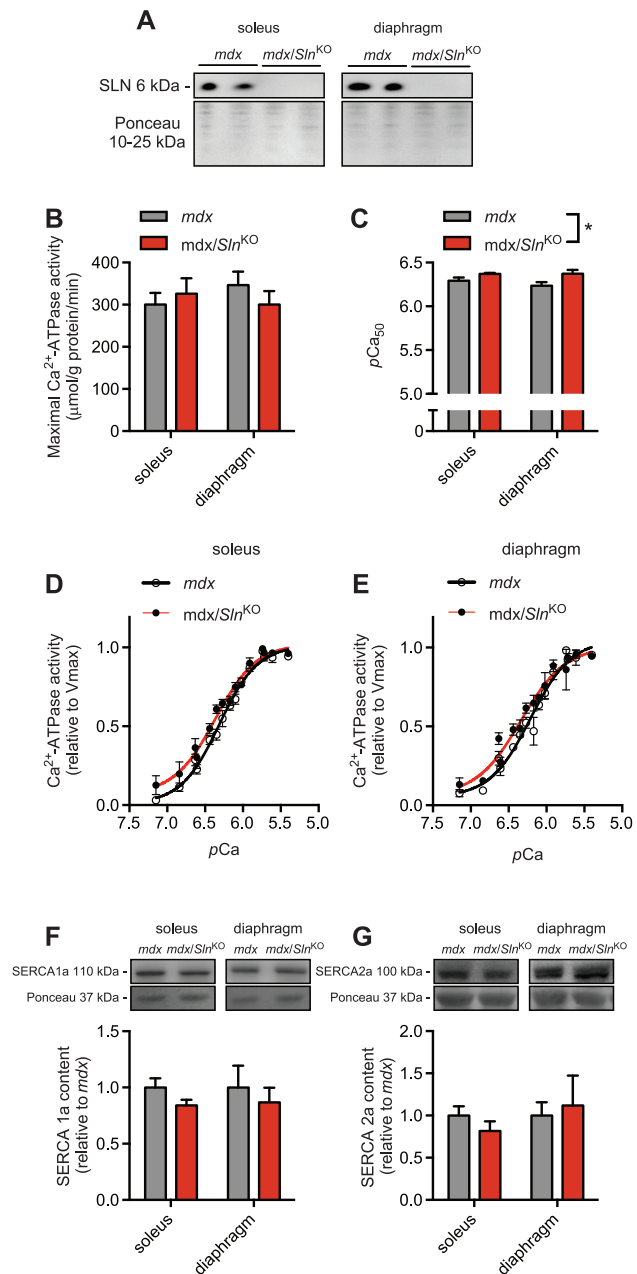 A
soleus
diaphragm
mdx mdx/Sln^KO mdx mdx/Sln^KO
SLN 6 kDa -
Ponceau
10-25 kDa
B
mdx
mdx/Sln^KO
Maximal Ca²⁺-ATPase activity
(µmol/g protein/min)
400
300
200
100
0
soleus
diaphragm
C
mdx
mdx/Sln^KO
*
pCa₅₀
6.5
6.0
5.5
5.0
0
soleus
diaphragm
D
soleus
mdx
mdx/Sln^KO
Ca²⁺-ATPase activity
(relative to Vmax)
1.0
0.5
0.0
7.5 7.0 6.5 6.0 5.5 5.0
pCa
E
diaphragm
mdx
mdx/Sln^KO
Ca²⁺-ATPase activity
(relative to Vmax)
1.0
0.5
0.0
7.5 7.0 6.5 6.0 5.5 5.0
pCa
F
soleus
diaphragm
mdx mdx/Sln^KO mdx mdx/Sln^KO
SERCA1a 110 kDa -
Ponceau 37 kDa -
SERCA 1a content
(relative to mdx)
1.5
1.0
0.5
0.0
soleus
diaphragm
G
soleus
diaphragm
mdx mdx/Sln^KO mdx mdx/Sln^KO
SERCA2a 100 kDa -
Ponceau 37 kDa -
SERCA 2a content
(relative to mdx)
2.0
1.5
1.0
0.5
0.0
soleus
diaphragm